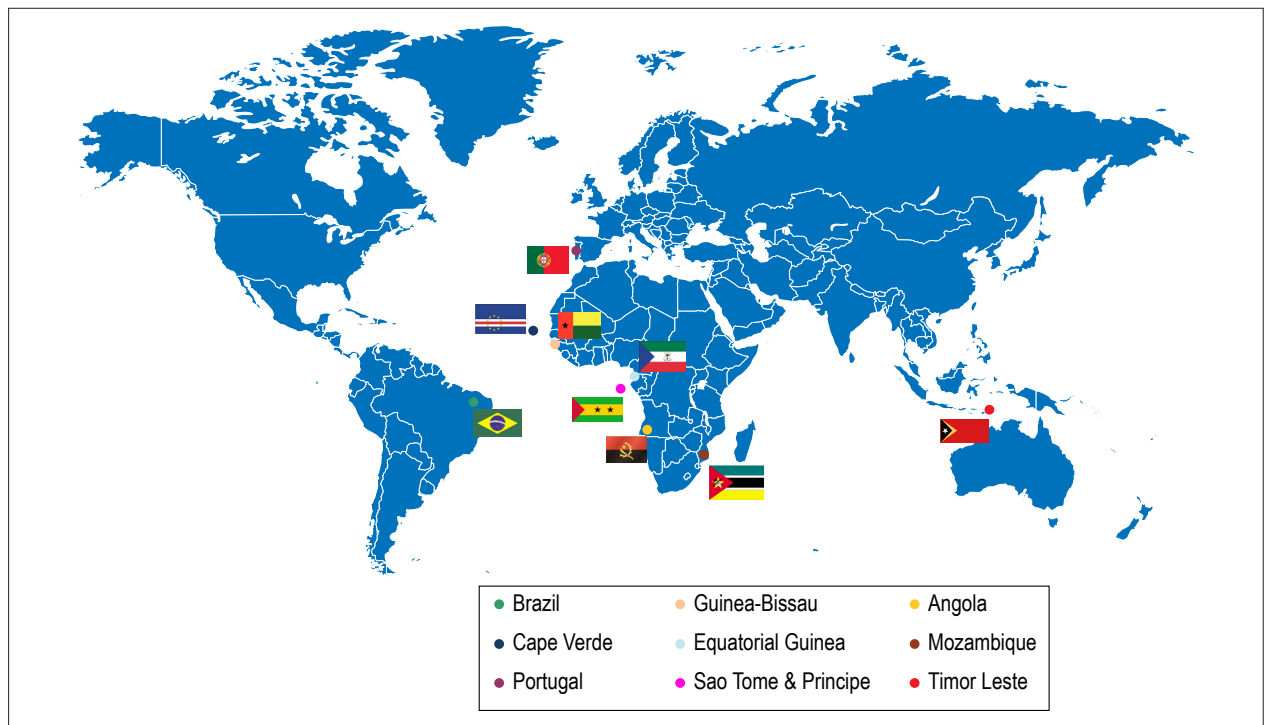 Brazil
Cape Verde
Portugal
Guinea-Bissau
Equatorial Guinea
Sao Tome & Principe
Angola
Mozambique
Timor Leste